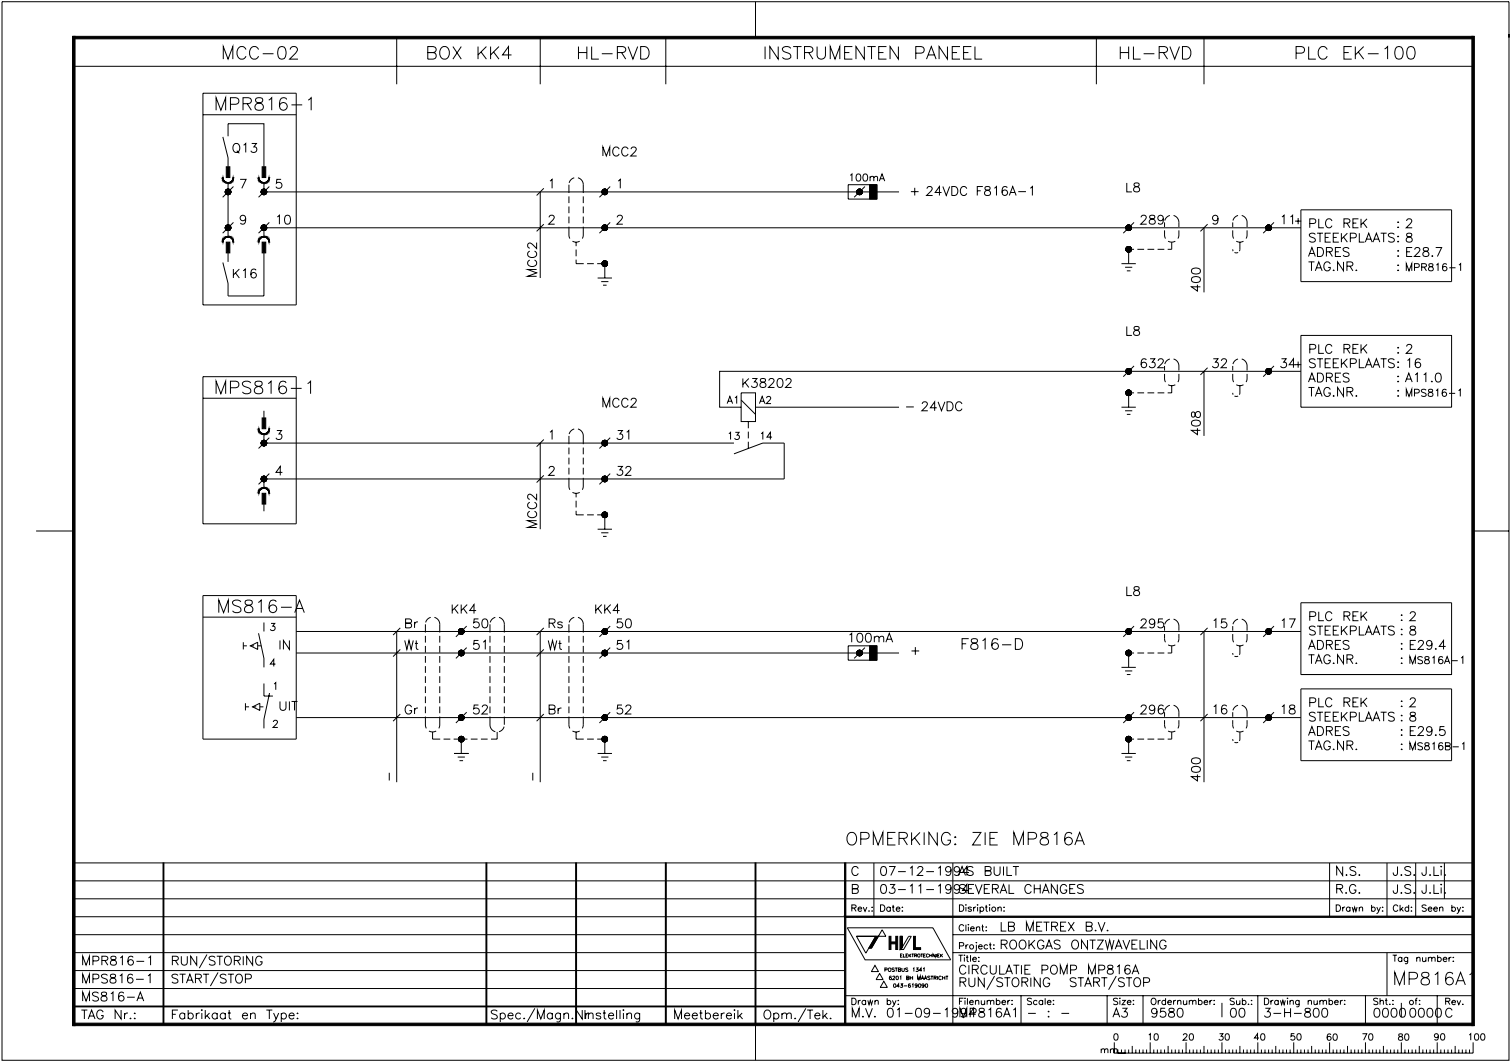 MCC-02 BOX KK4 HL-RVD INSTRUMENTEN PANEEL HL-RVD PLC EK-100
MPR816-1
Q13
7 5
9 10
K16
MCC2
1 1
2 2
MCC2
100mA
+ 24VDC F816A-1
L8
289 9 11+
400
PLC REK : 2
STEEKPLAATS: 8
ADRES : E28.7
TAG.NR. : MPR816-1
MPS816-1
3
4
MCC2
1 31
2 32
MCC2
K38202
A1 A2
- 24VDC
13 14
L8
632 32 34+
408
PLC REK : 2
STEEKPLAATS: 16
ADRES : A11.0
TAG.NR. : MPS816-1
MS816-A
3
IN
4
1
UIT
2
KK4 KK4
Br 50 Rs 50
Wt 51 Wt 51
Gr 52 Br 52
100mA
+ F816-D
L8
295 15 17
296 16 18
400
PLC REK : 2
STEEKPLAATS : 8
ADRES : E29.4
TAG.NR. : MS816A-1
PLC REK : 2
STEEKPLAATS : 8
ADRES : E29.5
TAG.NR. : MS816B-1
OPMERKING: ZIE MP816A
C 07-12-1994 AS BUILT N.S. J.S. J.Li.
B 03-11-1994 SEVERAL CHANGES R.G. J.S. J.Li.
Rev.: Date: Disription: Drawn by: Ckd: Seen by:
HVL
ELEKTROTECHNIEK
POSTBUS 1341
6201 BH MAASTRICHT
043-619090
Client: LB METREX B.V.
Project: ROOKGAS ONTZWAVELING
Title:
CIRCULATIE POMP MP816A
RUN/STORING START/STOP
Tag number:
MP816A1
Drawn by: Filenumber: Scale: Size: Ordernumber: Sub.: Drawing number: Sht.: of: Rev.
M.V. 01-09-1994 MP816A1 - : - A3 9580 00 3-H-800 0000 0000 C
MPR816-1 RUN/STORING
MPS816-1 START/STOP
MS816-A
TAG Nr.: Fabrikaat en Type: Spec./Magn.Nr. Instelling Meetbereik Opm./Tek.
0 10 20 30 40 50 60 70 80 90 100
mm